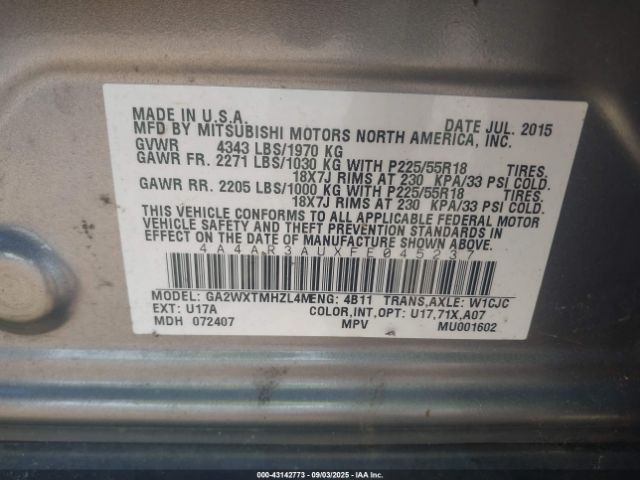 MADE IN U.S.A. DATE JUL. 2015
MFD BY MITSUBISHI MOTORS NORTH AMERICA, INC.
GVWR 4343 LBS/1970 KG
GAWR FR. 2271 LBS/1030 KG WITH P225/55R18 TIRES,
18X7J RIMS AT 230 KPA/33 PSI COLD.
GAWR RR. 2205 LBS/1000 KG WITH P225/55R18 TIRES,
18X7J RIMS AT 230 KPA/33 PSI COLD.
THIS VEHICLE CONFORMS TO ALL APPLICABLE FEDERAL MOTOR
VEHICLE SAFETY AND THEFT PREVENTION STANDARDS IN
EFFECT ON THE DATE OF MANUFACTURE SHOWN ABOVE.
4A4AR3AUXFE045237
MODEL: GA2WXTMHZL4M ENG: 4B11 TRANS,AXLE: W1CJC
EXT: U17A COLOR,INT,OPT: U17,71X,A07
MDH 072407 MPV MU001602
000-43142773 - 09/03/2025 - IAA Inc.